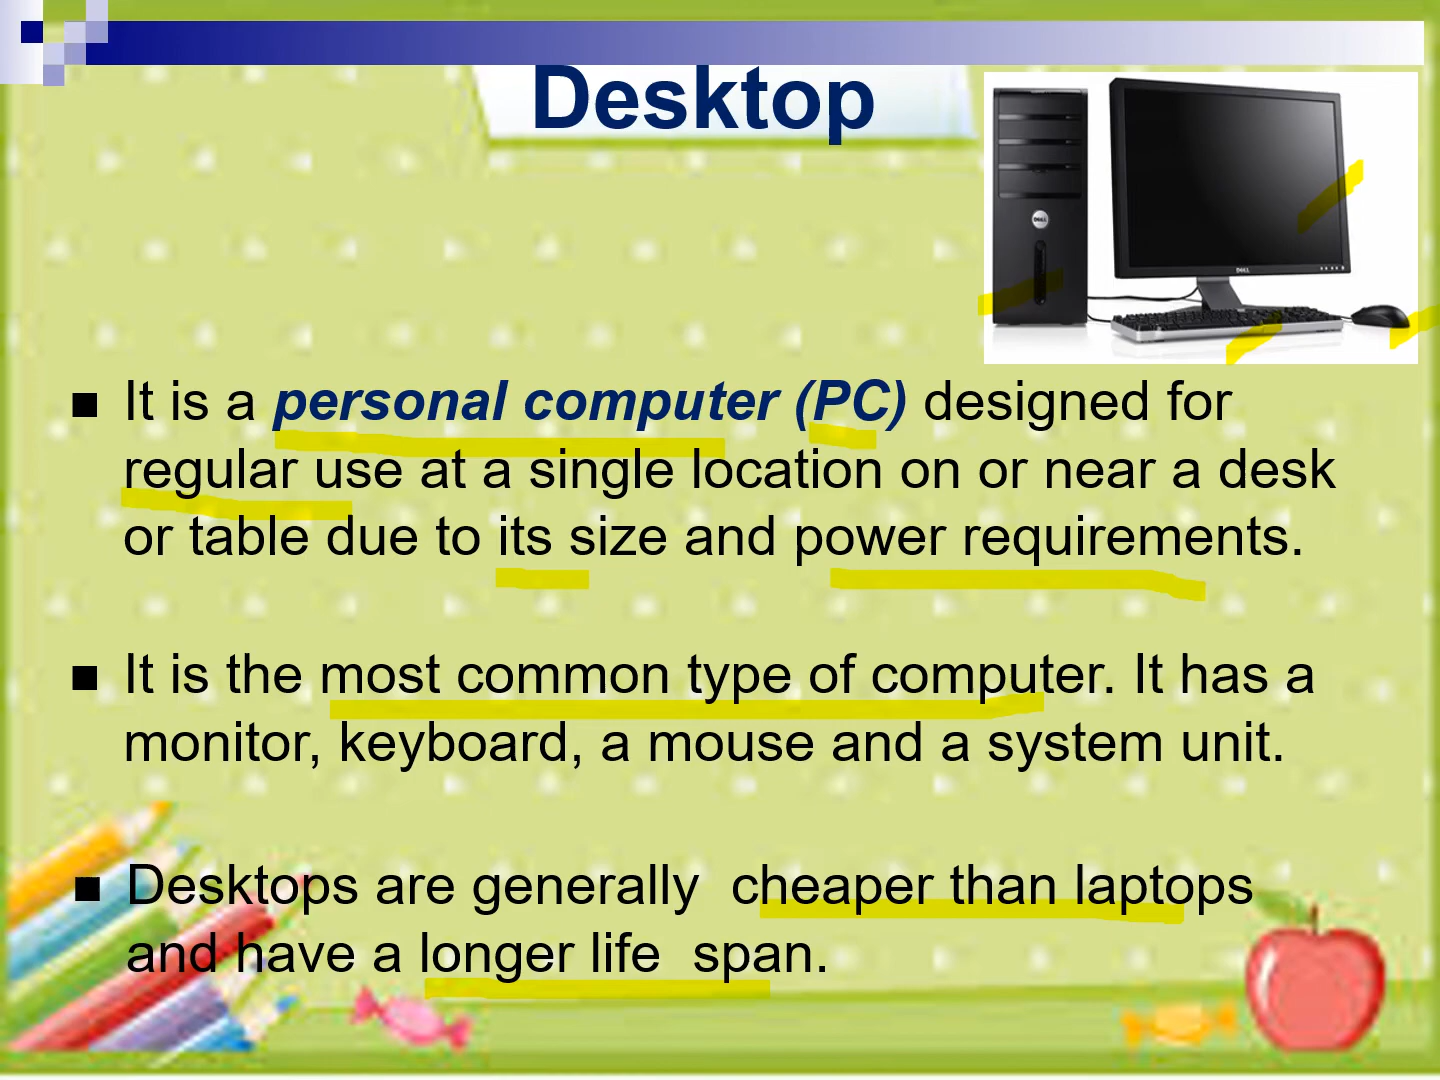 Desktop
DELL
DELL
■ It is a personal computer (PC) designed for
regular use at a single location on or near a desk
or table due to its size and power requirements.
■ It is the most common type of computer. It has a
monitor, keyboard, a mouse and a system unit.
■ Desktops are generally cheaper than laptops
and have a longer life span.